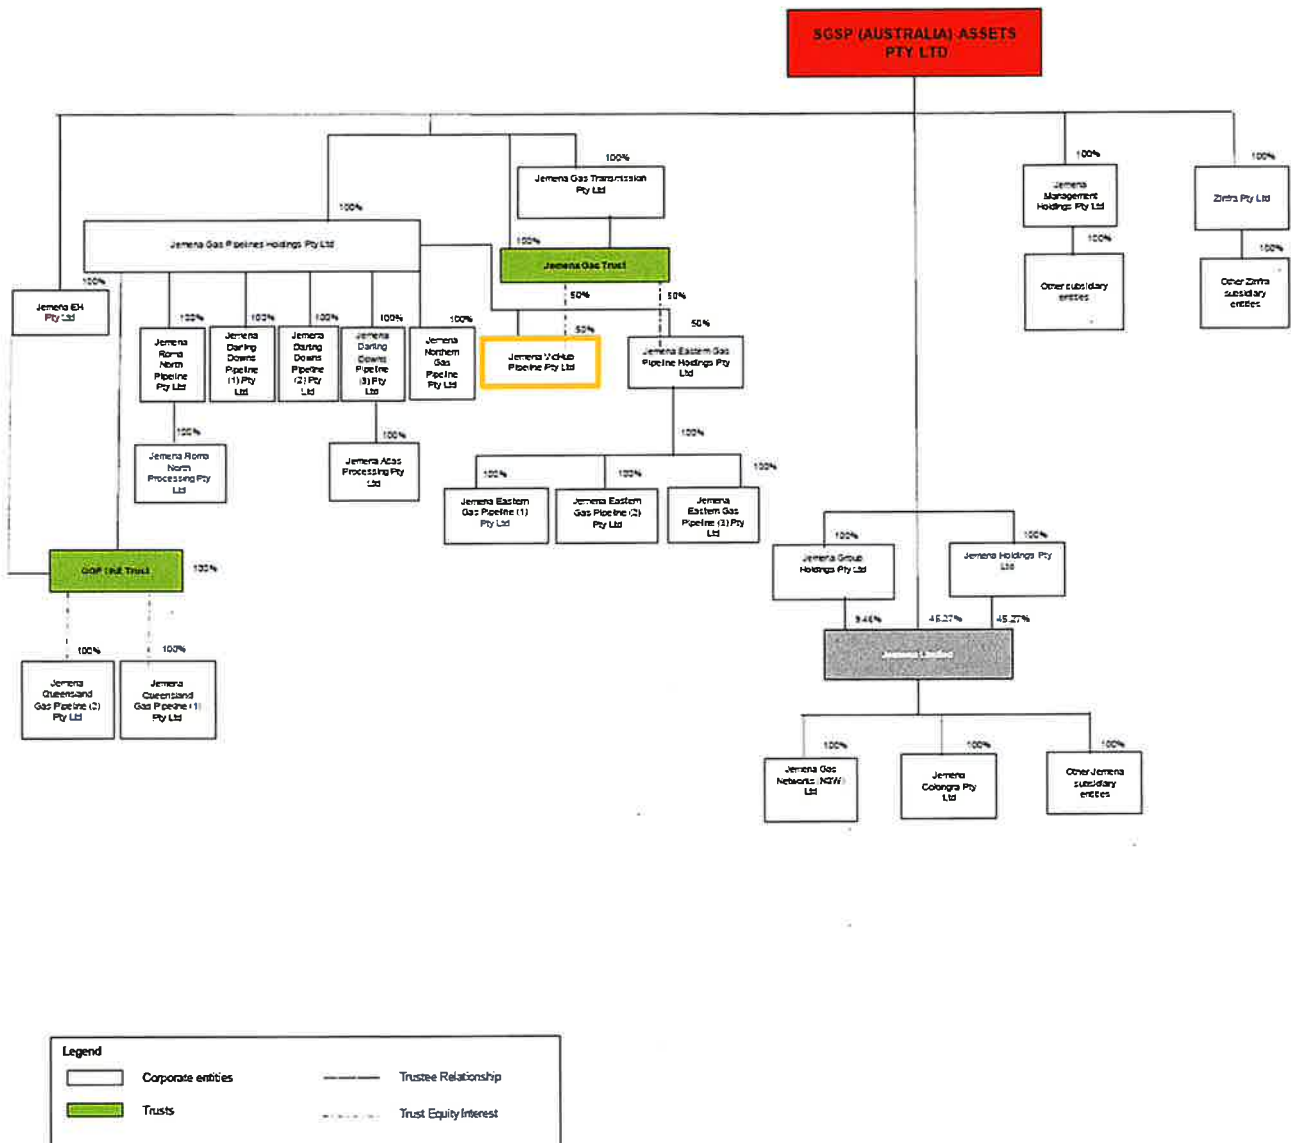 SGSP (AUSTRALIA) ASSETS
PTY LTD
100%
Jemena Gas Transmission
Pty Ltd
100%
Jemena
Management
Holdings Pty Ltd
100%
Zinfra Pty Ltd
100%
Jemena Gas Pipelines Holdings Pty Ltd
100%
Jemena Gas Trust
100%
Other subsidiary
entities
100%
Other Zinfra
subsidiary
entities
100%
Jemena EH
Pty Ltd
100%
Jemena
Roma
North
Pipeline
Pty Ltd
100%
Jemena
Darling
Downs
Pipeline
(1) Pty
Ltd
100%
Jemena
Darling
Downs
Pipeline
(2) Pty
Ltd
100%
Jemena
Darling
Downs
Pipeline
(3) Pty
Ltd
100%
Jemena
Northern
Gas
Pipeline
Pty Ltd
50%
50%
50%
Jemena VicHub
Pipeline Pty Ltd
50%
Jemena Eastern Gas
Pipeline Holdings Pty
Ltd
100%
Jemena Roma
North
Processing Pty
Ltd
100%
Jemena Atlas
Processing Pty
Ltd
100%
100%
Jemena Eastern
Gas Pipeline (1)
Pty Ltd
100%
Jemena Eastern
Gas Pipeline (2)
Pty Ltd
100%
Jemena
Eastern Gas
Pipeline (3) Pty
Ltd
100%
Jemena Group
Holdings Pty Ltd
100%
Jemena Holdings Pty
Ltd
Trust
100%
9.46%
45.27%
45.27%
Jemena Limited
100%
Jemena
Queensland
Gas Pipeline (2)
Pty Ltd
100%
Jemena
Queensland
Gas Pipeline (1)
Pty Ltd
100%
Jemena Gas
Networks (NSW)
Ltd
100%
Jemena
Colongra Pty
Ltd
100%
Other Jemena
subsidiary
entities
Legend
Corporate entities
Trustee Relationship
Trusts
Trust Equity Interest